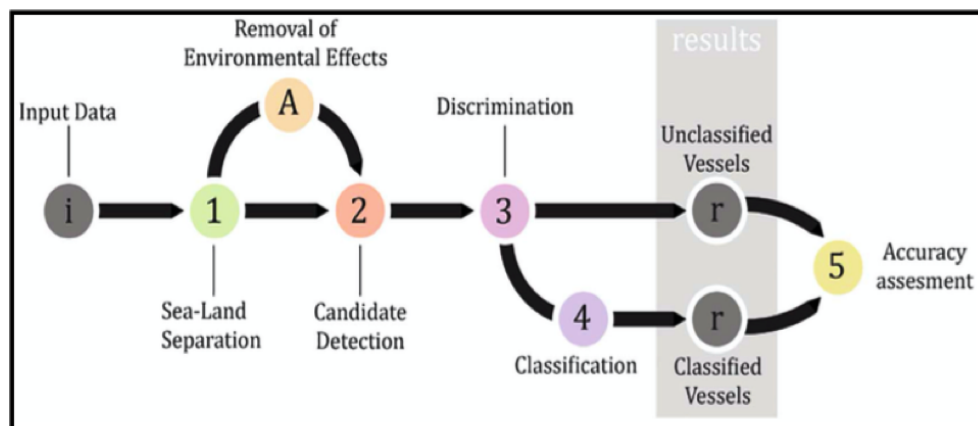 Removal of
Environmental Effects
A
Input Data
Discrimination
results
Unclassified
Vessels
i
1
2
3
r
5
Accuracy
assesment
Sea-Land
Separation
Candidate
Detection
4
r
Classification
Classified
Vessels